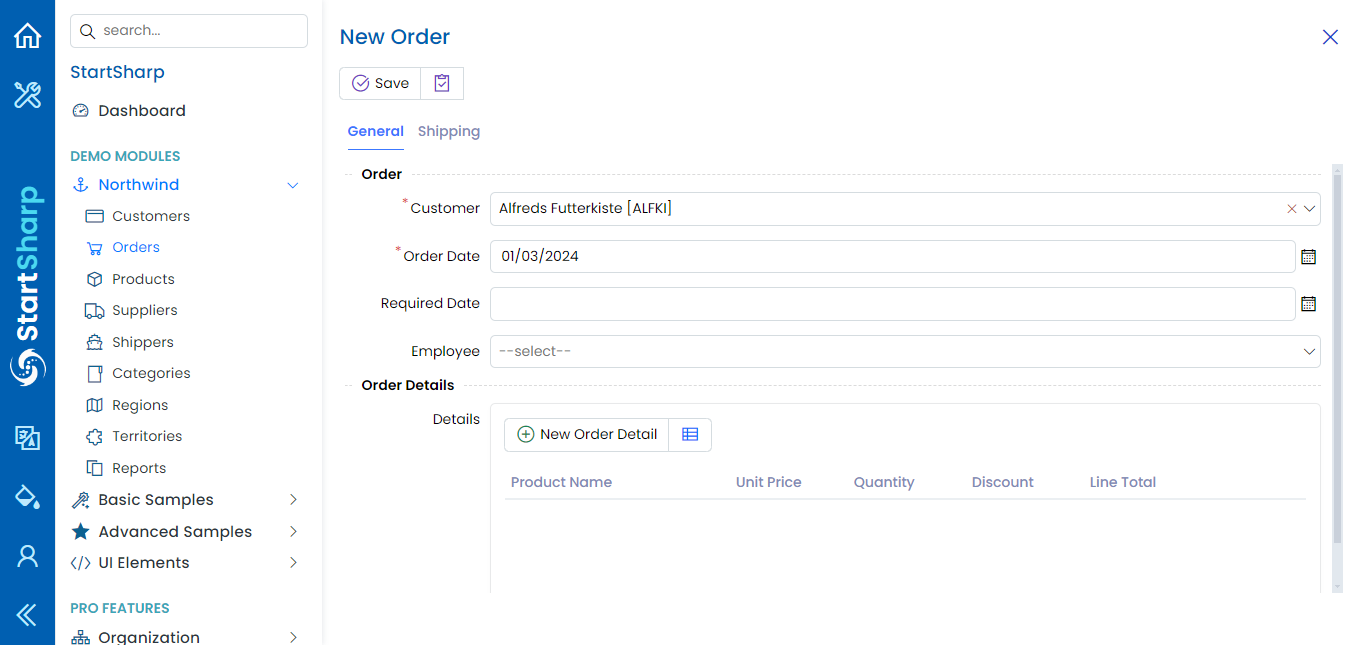 search...
StartSharp
Dashboard
DEMO MODULES
Northwind
Customers
Orders
Products
Suppliers
Shippers
Categories
Regions
Territories
Reports
Basic Samples
Advanced Samples
UI Elements
PRO FEATURES
Organization
StartSharp
New Order
Save
General Shipping
Order
*Customer Alfreds Futterkiste [ALFKI]
*Order Date 01/03/2024
Required Date
Employee --select--
Order Details
Details
New Order Detail
Product Name Unit Price Quantity Discount Line Total